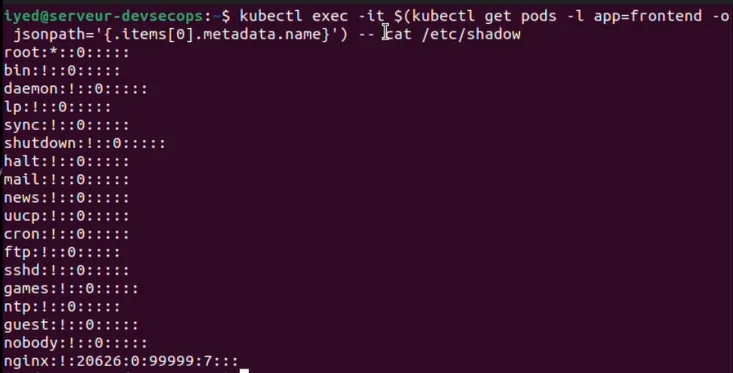 iyed@serveur-devsecops:~$ kubectl exec -it $(kubectl get pods -l app=frontend -o
jsonpath='{.items[0].metadata.name}') -- cat /etc/shadow
root:*::0:::::
bin:!::0:::::
daemon:!::0:::::
lp:!::0:::::
sync:!::0:::::
shutdown:!::0:::::
halt:!::0:::::
mail:!::0:::::
news:!::0:::::
uucp:!::0:::::
cron:!::0:::::
ftp:!::0:::::
sshd:!::0:::::
games:!::0:::::
ntp:!::0:::::
guest:!::0:::::
nobody:!::0:::::
nginx:!:20626:0:99999:7:::